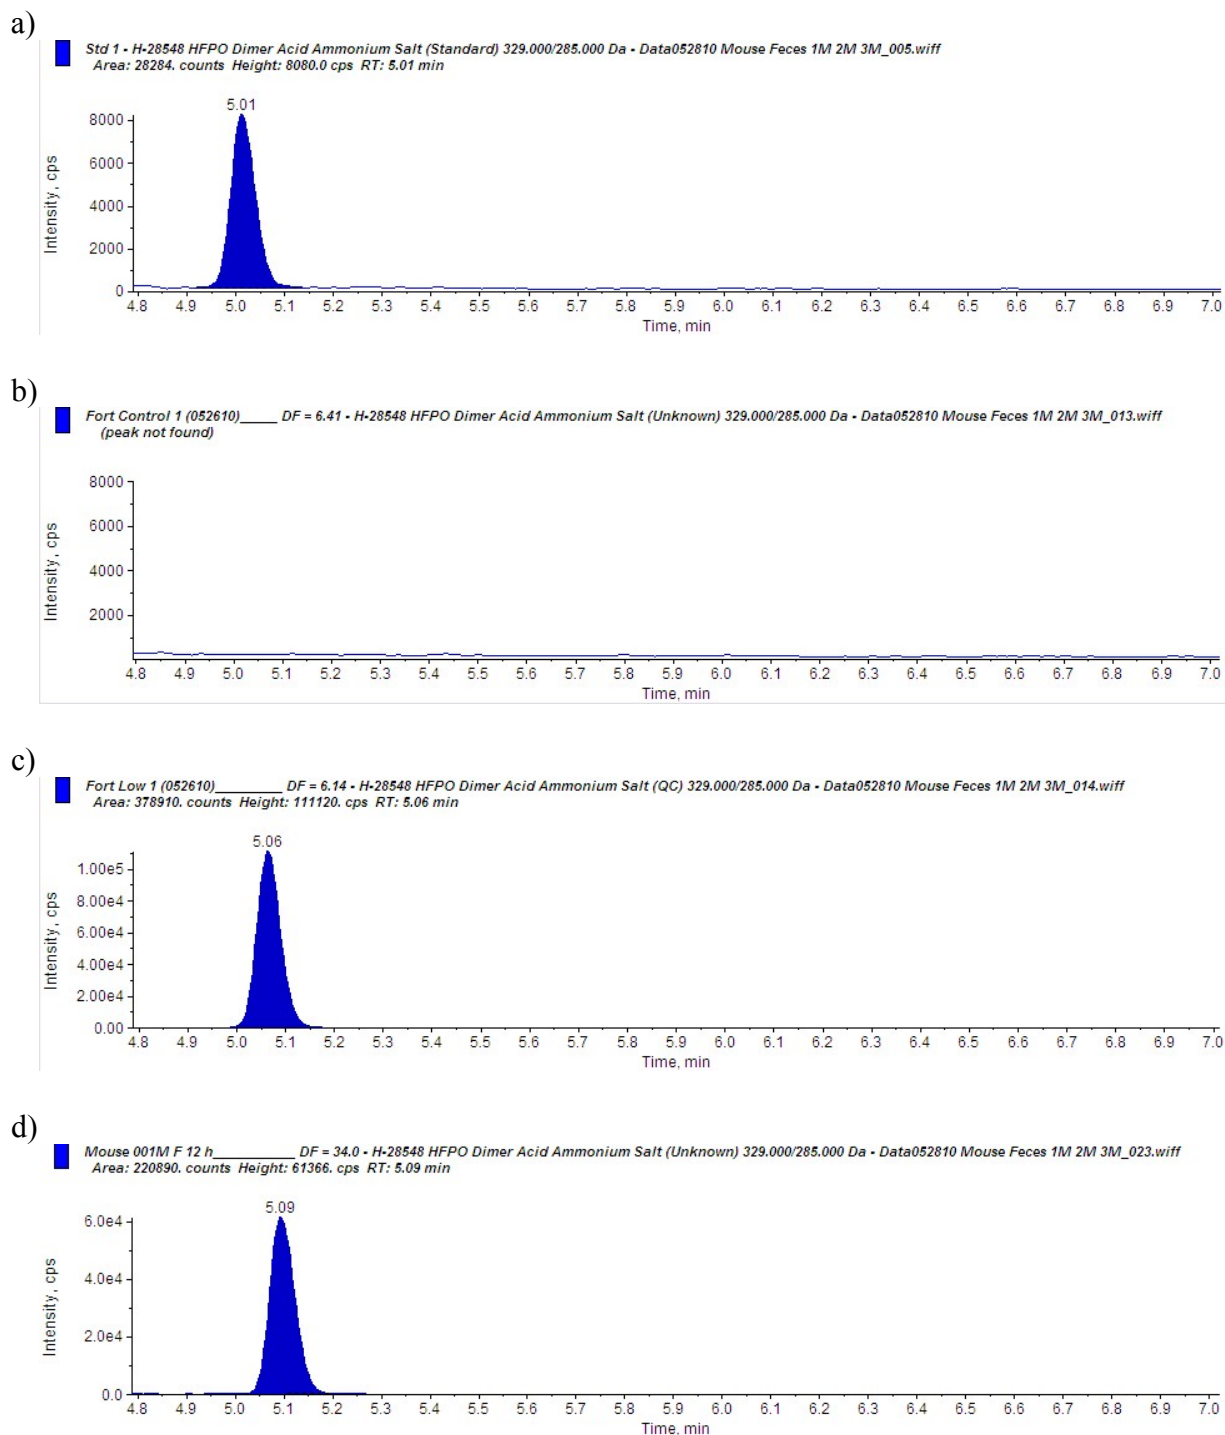 a)
Std 1 - H-28548 HFPO Dimer Acid Ammonium Salt (Standard) 329.000/285.000 Da - Data052810 Mouse Feces 1M 2M 3M_005.wiff
Area: 28284. counts Height: 8080.0 cps RT: 5.01 min
5.01
8000
6000
4000
2000
0
Intensity, cps
4.8 4.9 5.0 5.1 5.2 5.3 5.4 5.5 5.6 5.7 5.8 5.9 6.0 6.1 6.2 6.3 6.4 6.5 6.6 6.7 6.8 6.9 7.0
Time, min
b)
Fort Control 1 (052610)_____ DF = 6.41 - H-28548 HFPO Dimer Acid Ammonium Salt (Unknown) 329.000/285.000 Da - Data052810 Mouse Feces 1M 2M 3M_013.wiff
(peak not found)
8000
6000
4000
2000
Intensity, cps
4.8 4.9 5.0 5.1 5.2 5.3 5.4 5.5 5.6 5.7 5.8 5.9 6.0 6.1 6.2 6.3 6.4 6.5 6.6 6.7 6.8 6.9 7.0
Time, min
c)
Fort Low 1 (052610)_________ DF = 6.14 - H-28548 HFPO Dimer Acid Ammonium Salt (QC) 329.000/285.000 Da - Data052810 Mouse Feces 1M 2M 3M_014.wiff
Area: 378910. counts Height: 111120. cps RT: 5.06 min
5.06
1.00e5
8.00e4
6.00e4
4.00e4
2.00e4
0.00
Intensity, cps
4.8 4.9 5.0 5.1 5.2 5.3 5.4 5.5 5.6 5.7 5.8 5.9 6.0 6.1 6.2 6.3 6.4 6.5 6.6 6.7 6.8 6.9 7.0
Time, min
d)
Mouse 001M F 12 h___________ DF = 34.0 - H-28548 HFPO Dimer Acid Ammonium Salt (Unknown) 329.000/285.000 Da - Data052810 Mouse Feces 1M 2M 3M_023.wiff
Area: 220890. counts Height: 61366. cps RT: 5.09 min
5.09
6.0e4
4.0e4
2.0e4
0.0
Intensity, cps
4.8 4.9 5.0 5.1 5.2 5.3 5.4 5.5 5.6 5.7 5.8 5.9 6.0 6.1 6.2 6.3 6.4 6.5 6.6 6.7 6.8 6.9 7.0
Time, min